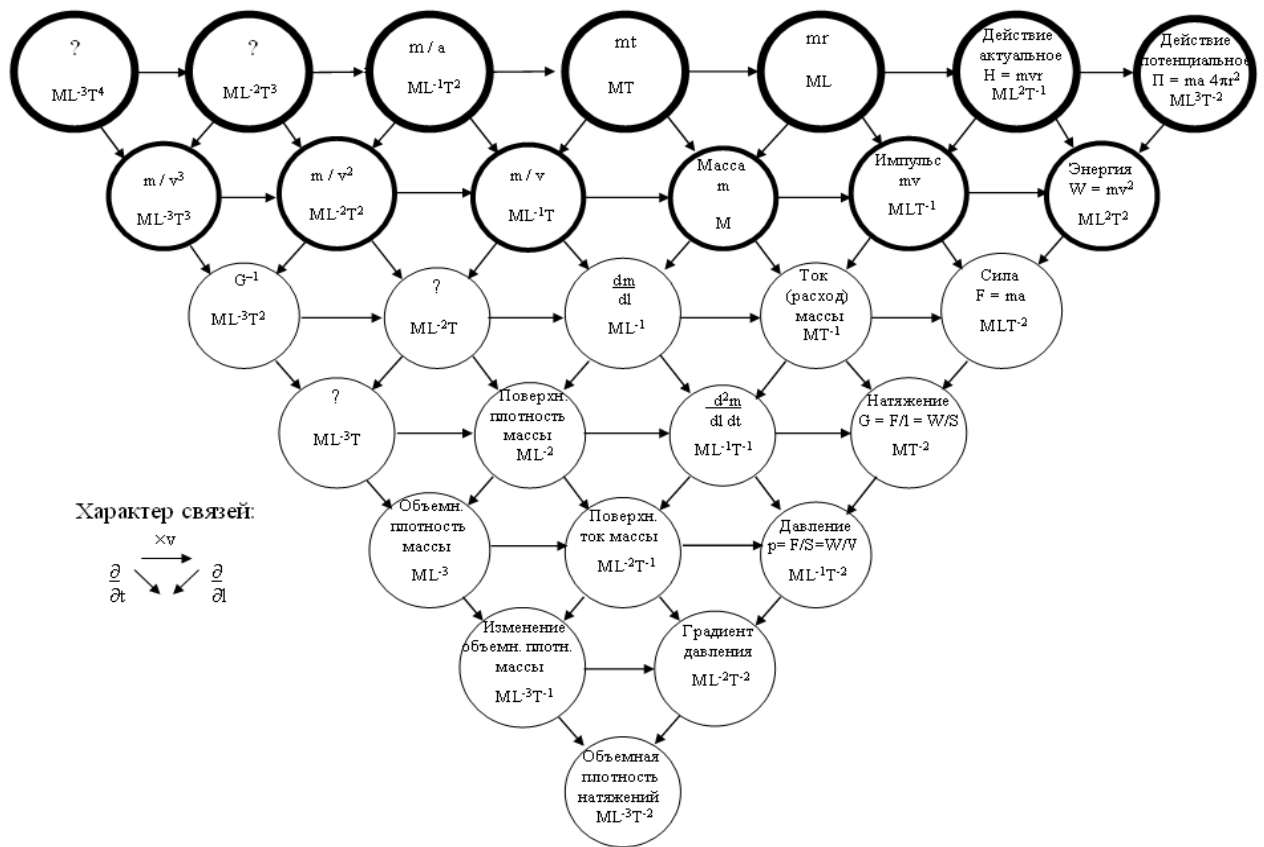 ?
ML⁻³T⁴
?
ML⁻²T³
m / a
ML⁻¹T²
mt
MT
mr
ML
Действие
актуальное
H = mvr
ML²T⁻¹
Действие
потенциальное
П = ma 4πr²
ML³T⁻²
m / v³
ML⁻³T³
m / v²
ML⁻²T²
m / v
ML⁻¹T
Масса
m
M
Импульс
mv
MLT⁻¹
Энергия
W = mv²
ML²T²
G⁻¹
ML⁻³T²
?
ML⁻²T
dm
dl
ML⁻¹
Ток
(расход)
массы
MT⁻¹
Сила
F = ma
MLT⁻²
?
ML⁻³T
Поверхн.
плотность
массы
ML⁻²
d²m
dl dt
ML⁻¹T⁻¹
Натяжение
G = F/l = W/S
MT⁻²
Характер связей:
×v
∂
∂t
∂
∂l
Объемн.
плотность
массы
ML⁻³
Поверхн.
ток массы
ML⁻²T⁻¹
Давление
p= F/S=W/V
ML⁻¹T⁻²
Изменение
объемн. плотн.
массы
ML⁻³T⁻¹
Градиент
давления
ML⁻²T⁻²
Объемная
плотность
натяжений
ML⁻³T⁻²